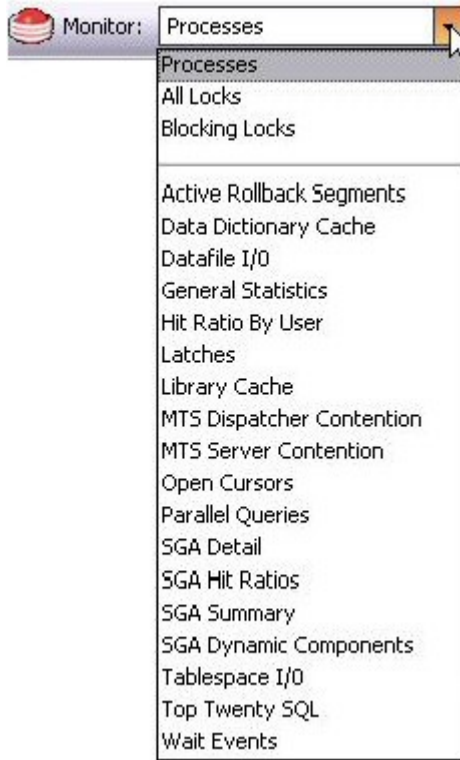 Monitor: Processes
Processes
All Locks
Blocking Locks
Active Rollback Segments
Data Dictionary Cache
Datafile I/O
General Statistics
Hit Ratio By User
Latches
Library Cache
MTS Dispatcher Contention
MTS Server Contention
Open Cursors
Parallel Queries
SGA Detail
SGA Hit Ratios
SGA Summary
SGA Dynamic Components
Tablespace I/O
Top Twenty SQL
Wait Events